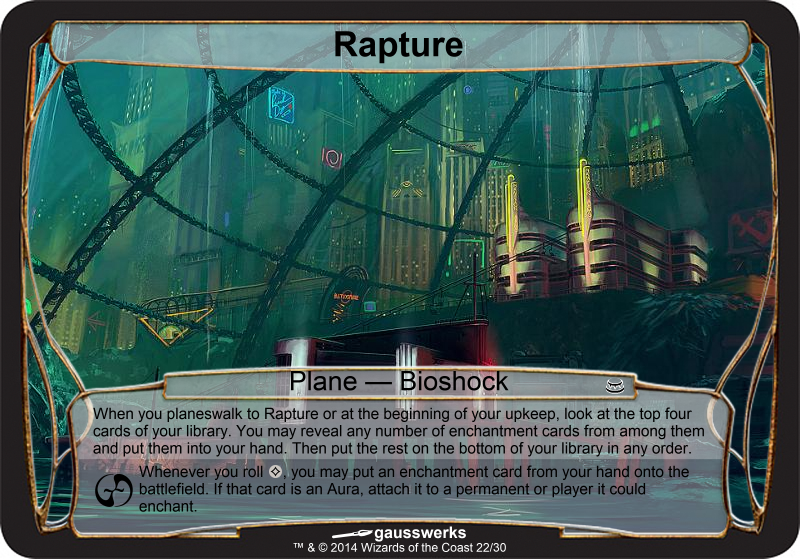 Rapture
Plane — Bioshock
When you planeswalk to Rapture or at the beginning of your upkeep, look at the top four
cards of your library. You may reveal any number of enchantment cards from among them
and put them into your hand. Then put the rest on the bottom of your library in any order.
Whenever you roll , you may put an enchantment card from your hand onto the
battlefield. If that card is an Aura, attach it to a permanent or player it could
enchant.
gausswerks
™ & © 2014 Wizards of the Coast 22/30